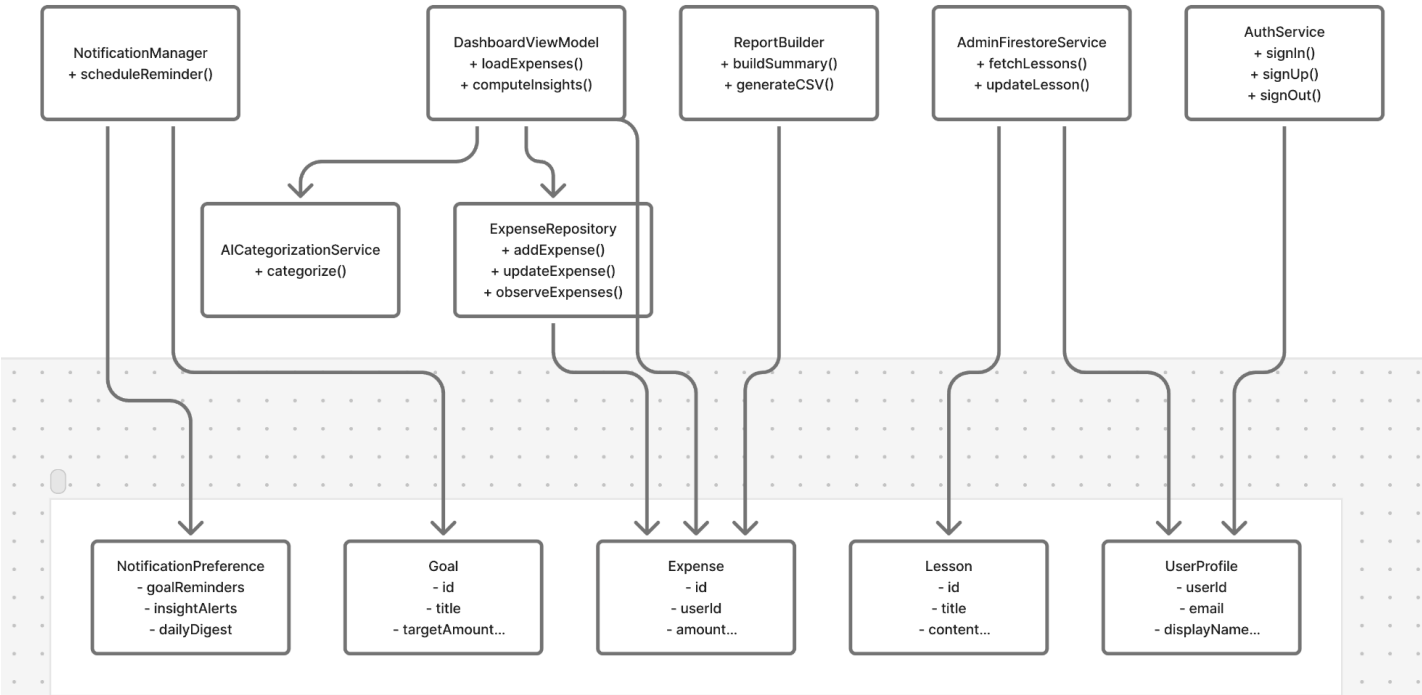 NotificationManager
+ scheduleReminder()
DashboardViewModel
+ loadExpenses()
+ computeInsights()
ReportBuilder
+ buildSummary()
+ generateCSV()
AdminFirestoreService
+ fetchLessons()
+ updateLesson()
AuthService
+ signIn()
+ signUp()
+ signOut()
AICategorizationService
+ categorize()
ExpenseRepository
+ addExpense()
+ updateExpense()
+ observeExpenses()
NotificationPreference
- goalReminders
- insightAlerts
- dailyDigest
Goal
- id
- title
- targetAmount...
Expense
- id
- userId
- amount...
Lesson
- id
- title
- content...
UserProfile
- userId
- email
- displayName...